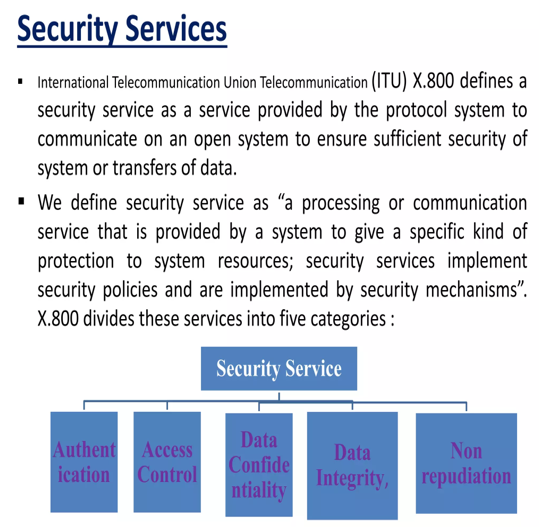 Security Services
▪ International Telecommunication Union Telecommunication (ITU) X.800 defines a
security service as a service provided by the protocol system to
communicate on an open system to ensure sufficient security of
system or transfers of data.
▪ We define security service as “a processing or communication
service that is provided by a system to give a specific kind of
protection to system resources; security services implement
security policies and are implemented by security mechanisms”.
X.800 divides these services into five categories :
Security Service
Authent
ication
Access
Control
Data
Confide
ntiality
Data
Integrity,
Non
repudiation